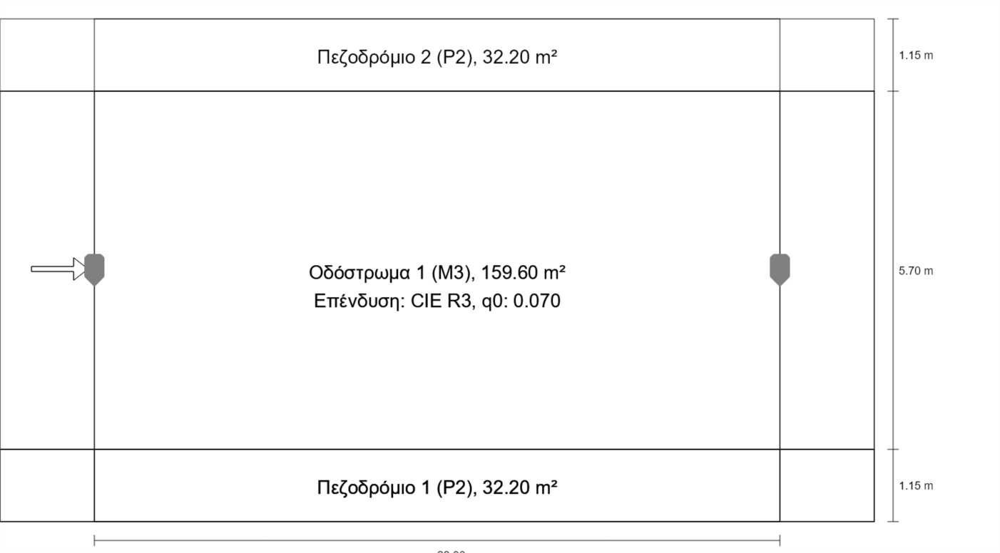 Πεζοδρόμιο 2 (P2), 32.20 m²
1.15 m
Οδόστρωμα 1 (M3), 159.60 m²
Επένδυση: CIE R3, q0: 0.070
5.70 m
Πεζοδρόμιο 1 (P2), 32.20 m²
1.15 m